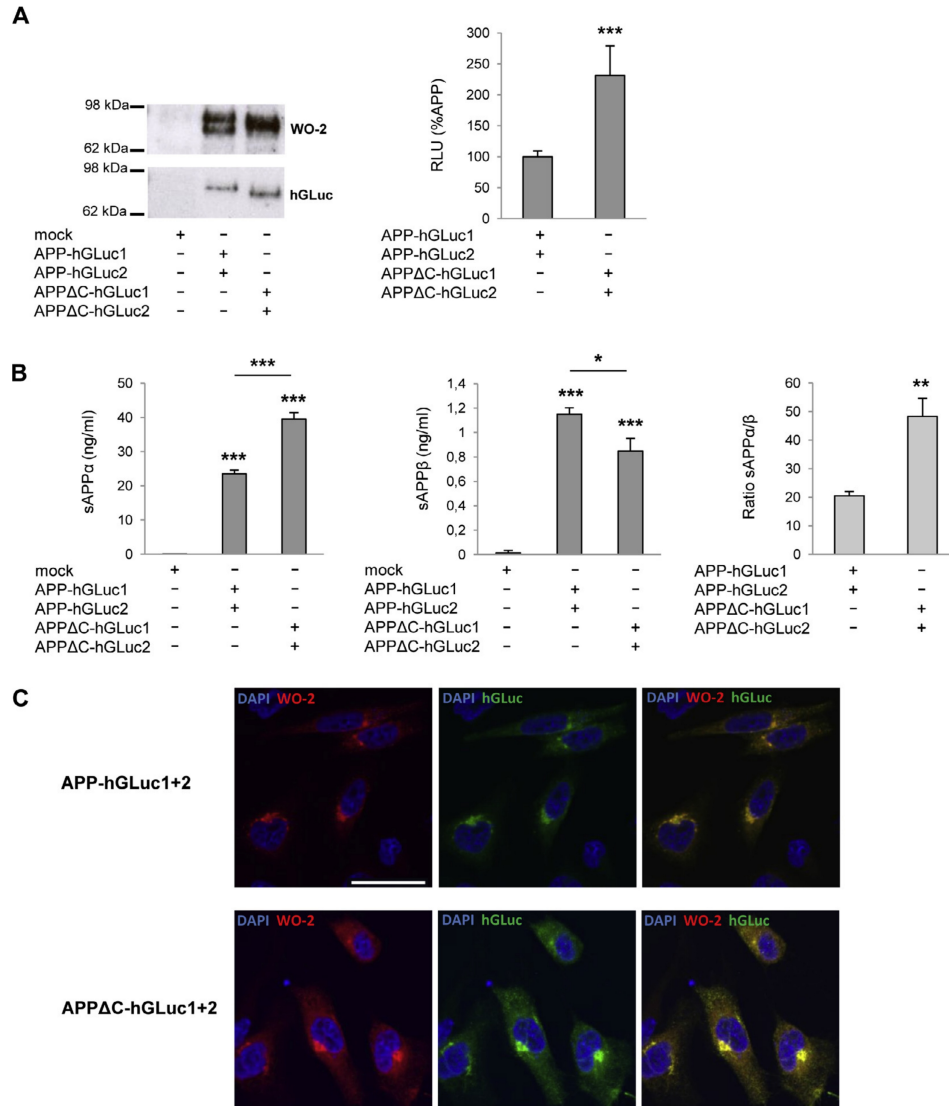 A
98 kDa
WO-2
62 kDa
98 kDa
hGLuc
62 kDa
mock + – –
APP-hGLuc1 – + –
APP-hGLuc2 – + –
APPΔC-hGLuc1 – – +
APPΔC-hGLuc2 – – +
RLU (%APP)
300
250
200
150
100
50
0
***
APP-hGLuc1 + –
APP-hGLuc2 + –
APPΔC-hGLuc1 – +
APPΔC-hGLuc2 – +
B
sAPPα (ng/ml)
50
40
30
20
10
0
***
***
***
mock + – –
APP-hGLuc1 – + –
APP-hGLuc2 – + –
APPΔC-hGLuc1 – – +
APPΔC-hGLuc2 – – +
sAPPβ (ng/ml)
1,4
1,2
1
0,8
0,6
0,4
0,2
0
*
***
***
mock + – –
APP-hGLuc1 – + –
APP-hGLuc2 – + –
APPΔC-hGLuc1 – – +
APPΔC-hGLuc2 – – +
Ratio sAPPα/β
60
50
40
30
20
10
0
**
APP-hGLuc1 + –
APP-hGLuc2 + –
APPΔC-hGLuc1 – +
APPΔC-hGLuc2 – +
C
DAPI WO-2
DAPI hGLuc
DAPI WO-2 hGLuc
APP-hGLuc1+2
DAPI WO-2
DAPI hGLuc
DAPI WO-2 hGLuc
APPΔC-hGLuc1+2